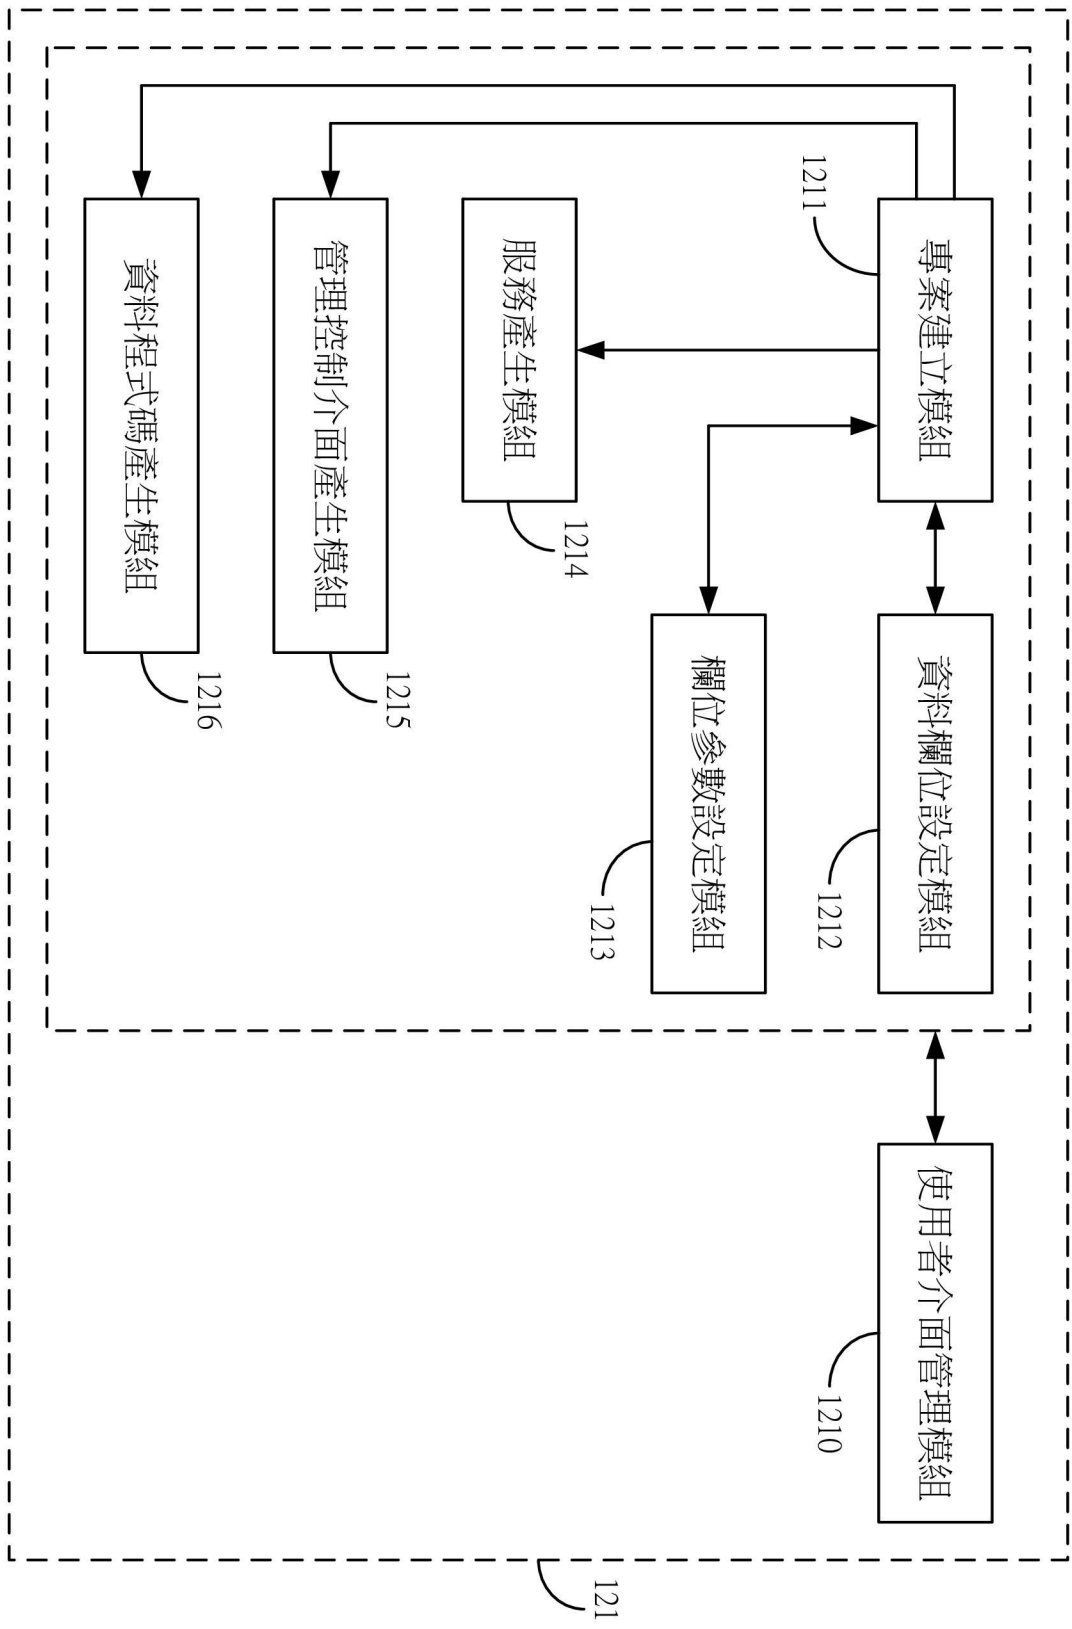 專案建立模組
1211
資料欄位設定模組
1212
使用者介面管理模組
1210
欄位參數設定模組
1213
服務產生模組
1214
管理控制介面產生模組
1215
資料程式碼產生模組
1216
121